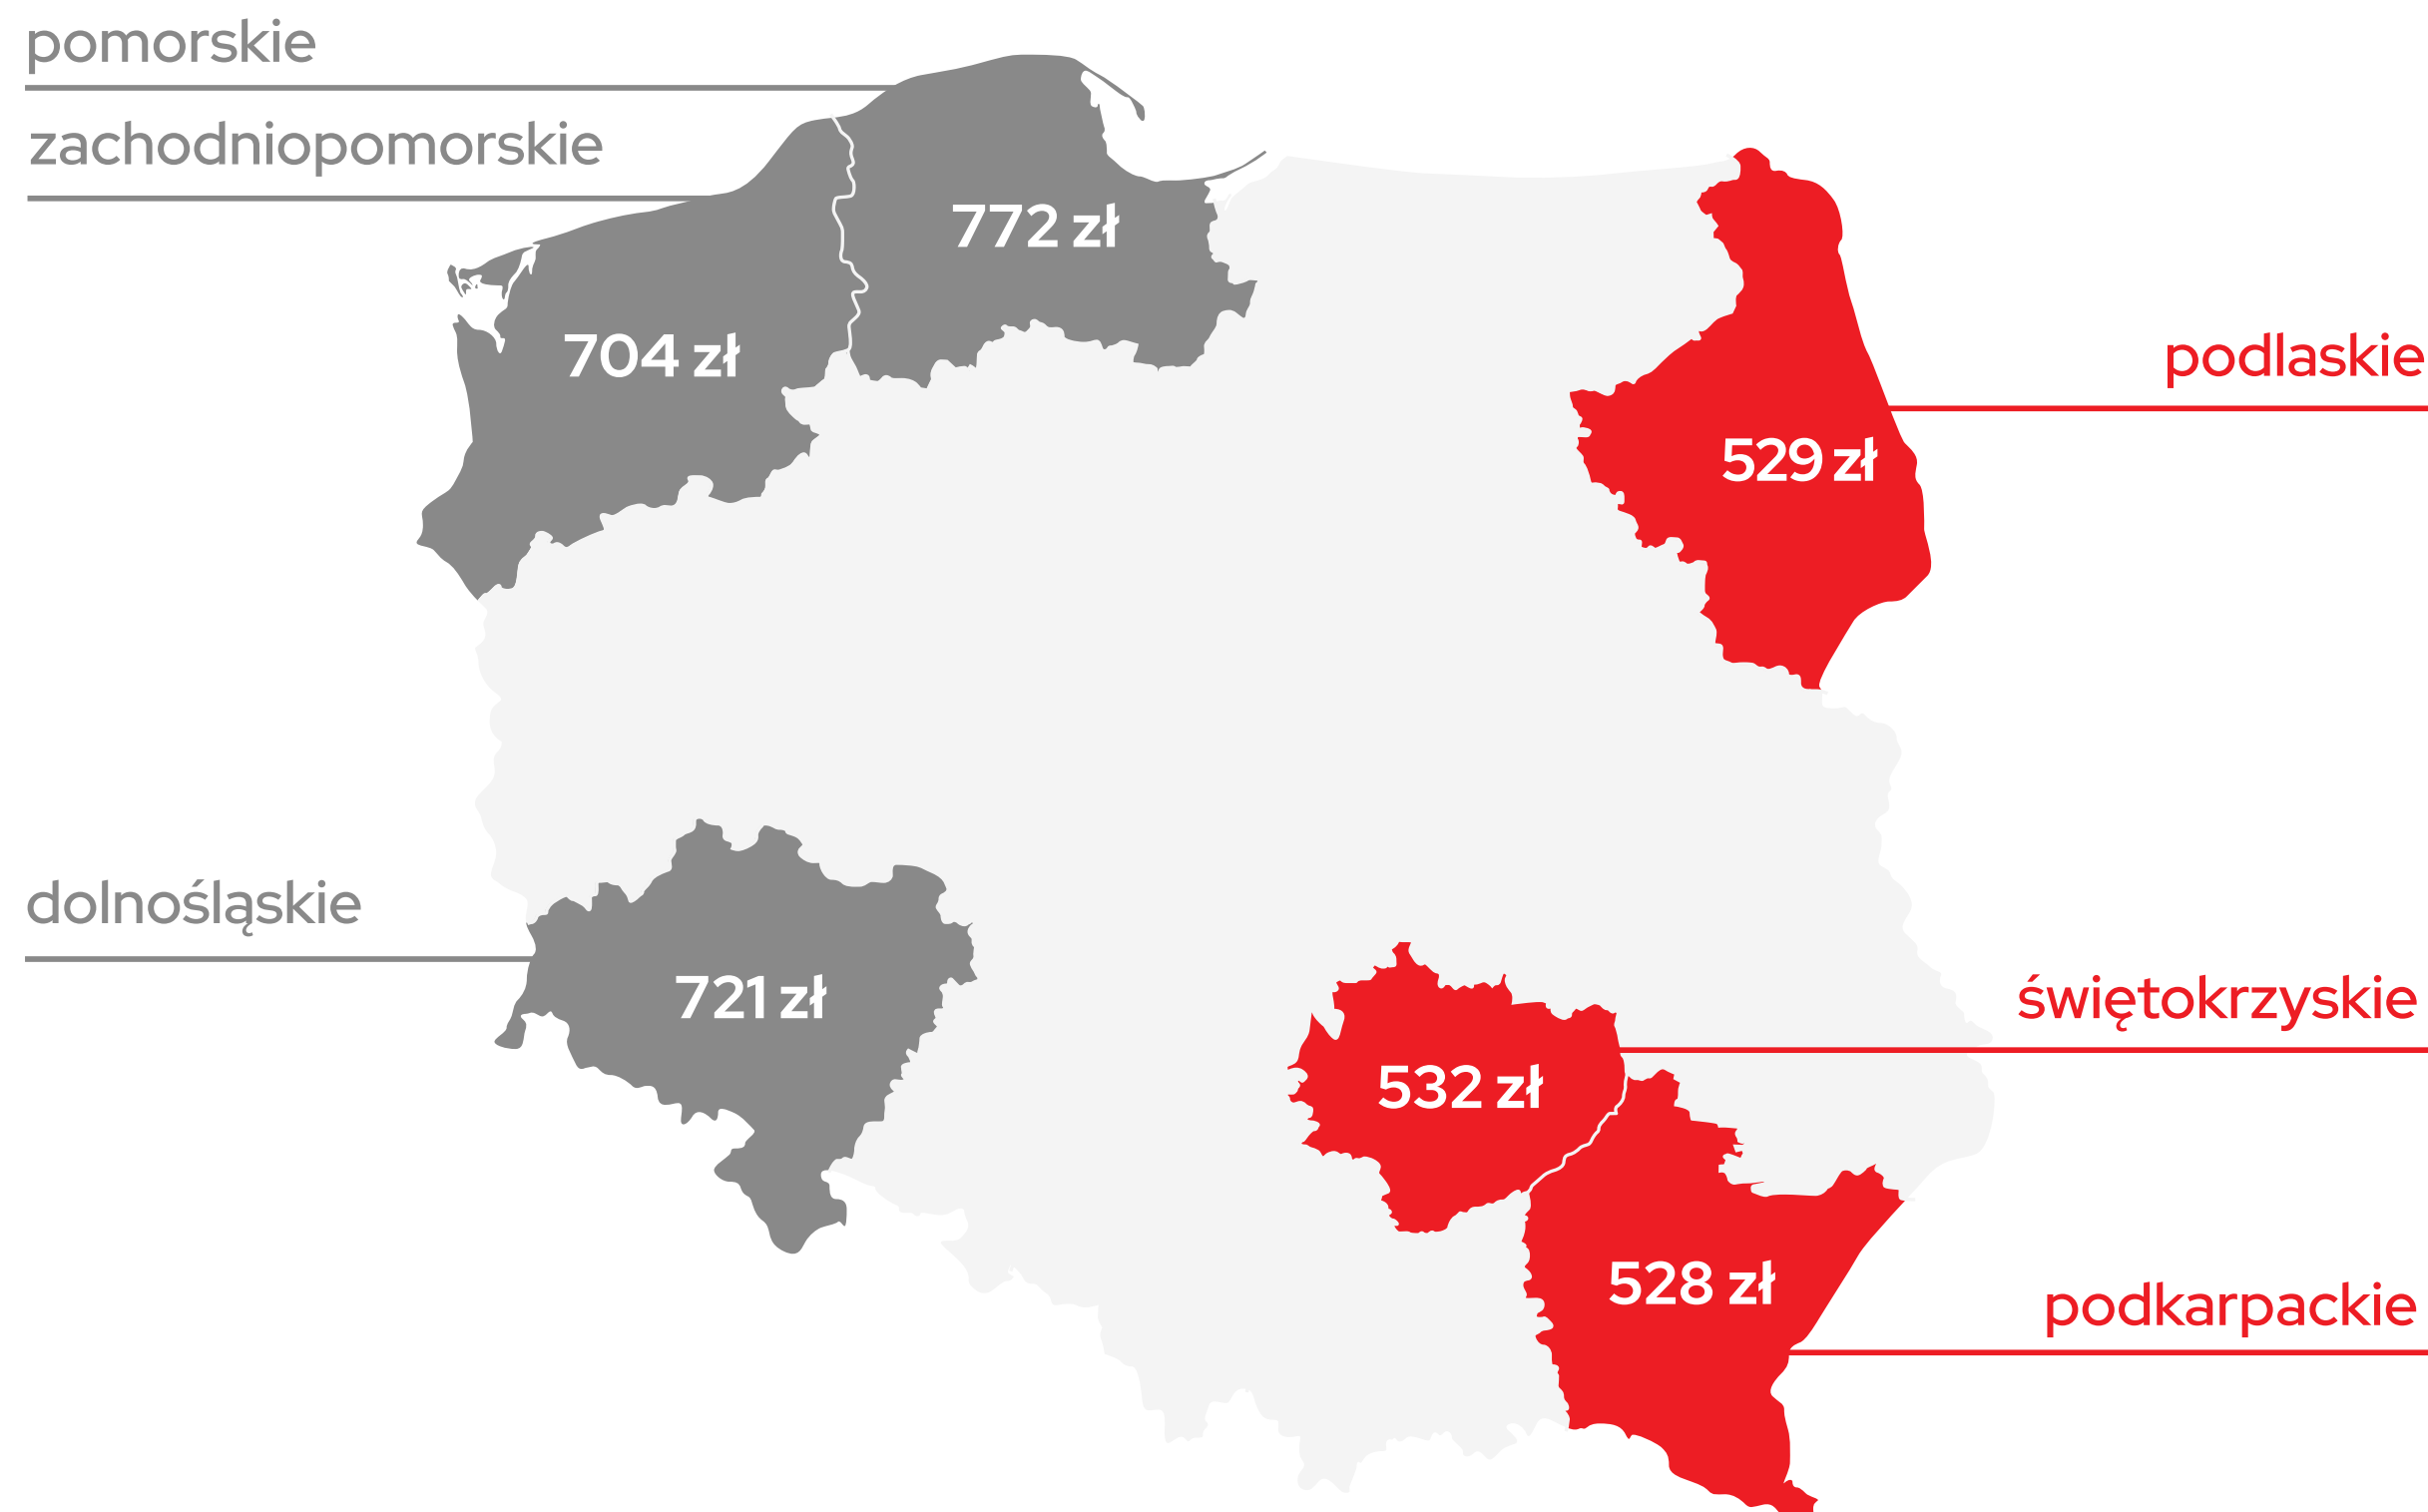 pomorskie
zachodniopomorskie
772 zł
704 zł
podlaskie
529 zł
dolnośląskie
721 zł
świętokrzyskie
532 zł
podkarpackie
528 zł